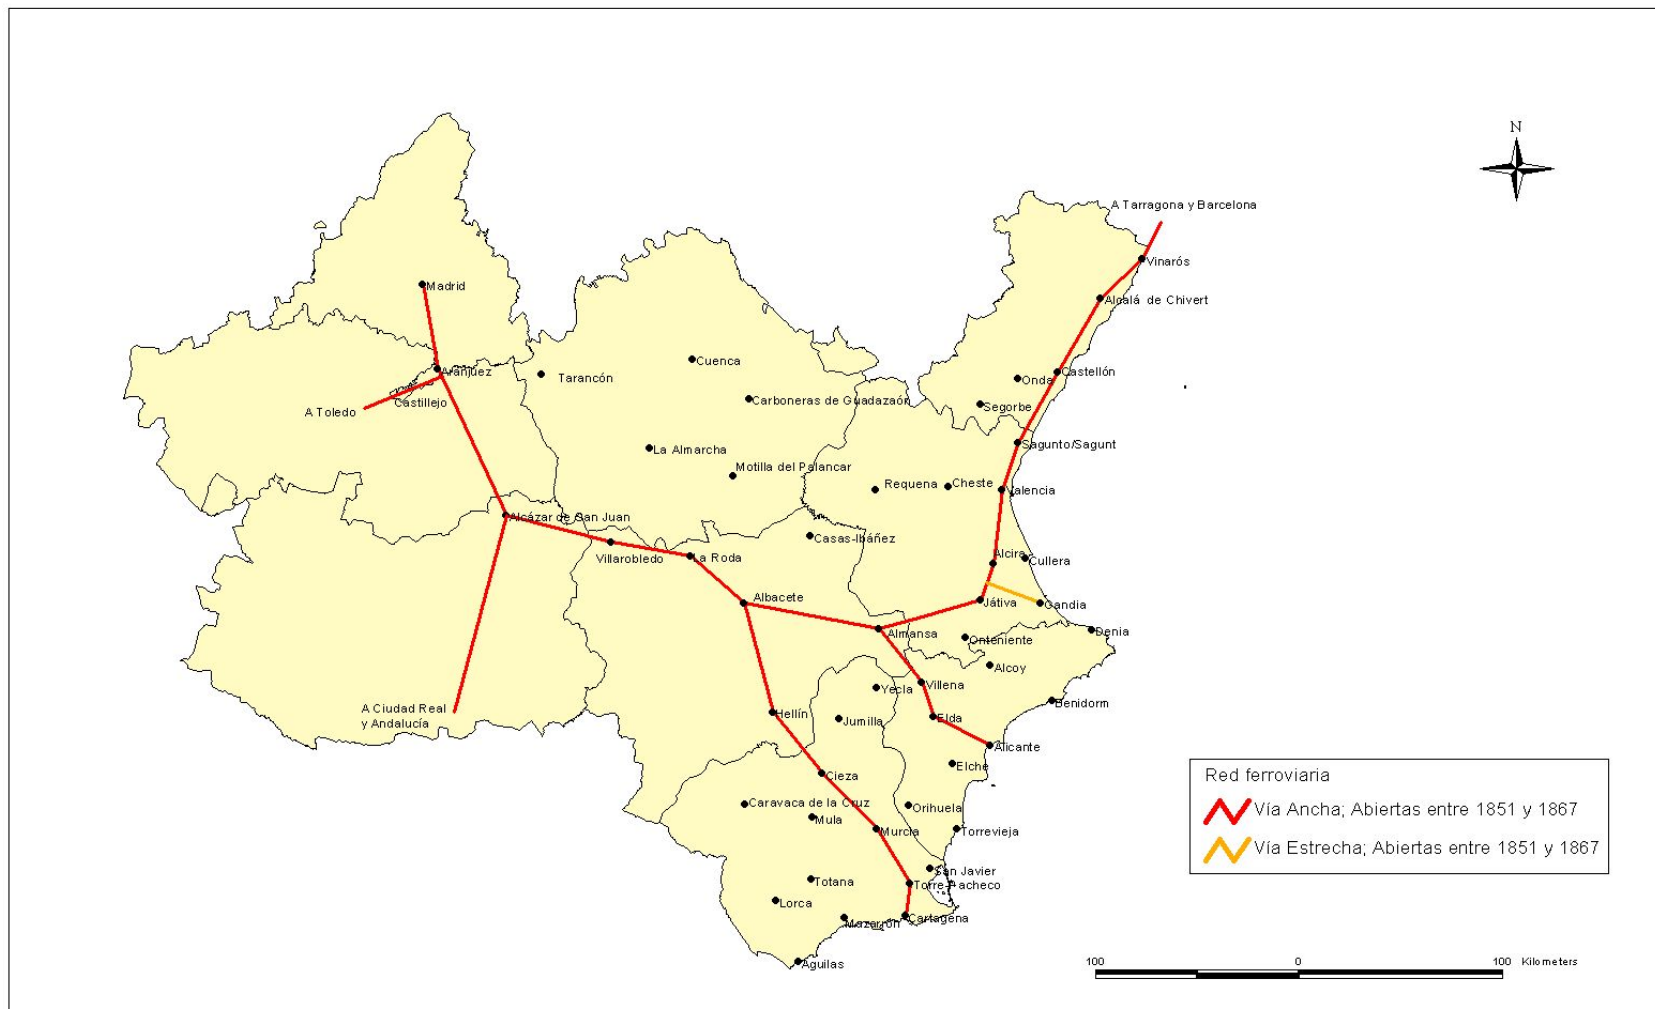 N
A Tarragona y Barcelona
Vinarós
Madrid
Alcalá de Chivert
Cuenca
Aranjuez
Castellón
Tarancón
Onda
Carboneras de Guadazaón
Castillejo
Segorbe
A Toledo
Sagunto/Sagunt
La Almarcha
Motilla del Palancar
Requena
Cheste
Valencia
Alcázar de San Juan
Casas-Ibáñez
Villarobledo
La Roda
Alcira
Cullera
Albacete
Játiva
Gandia
Almansa
Onteniente
Denia
Alcoy
Villena
Yecla
Benidorm
A Ciudad Real
y Andalucía
Hellín
Jumilla
Elda
Alicante
Elche
Cieza
Caravaca de la Cruz
Orihuela
Mula
Murcia
Torrevieja
San Javier
Totana
Torre-Pacheco
Lorca
Mazarrón
Cartagena
Aguilas
Red ferroviaria
Vía Ancha; Abiertas entre 1851 y 1867
Vía Estrecha; Abiertas entre 1851 y 1867
100 0 100 Kilometers